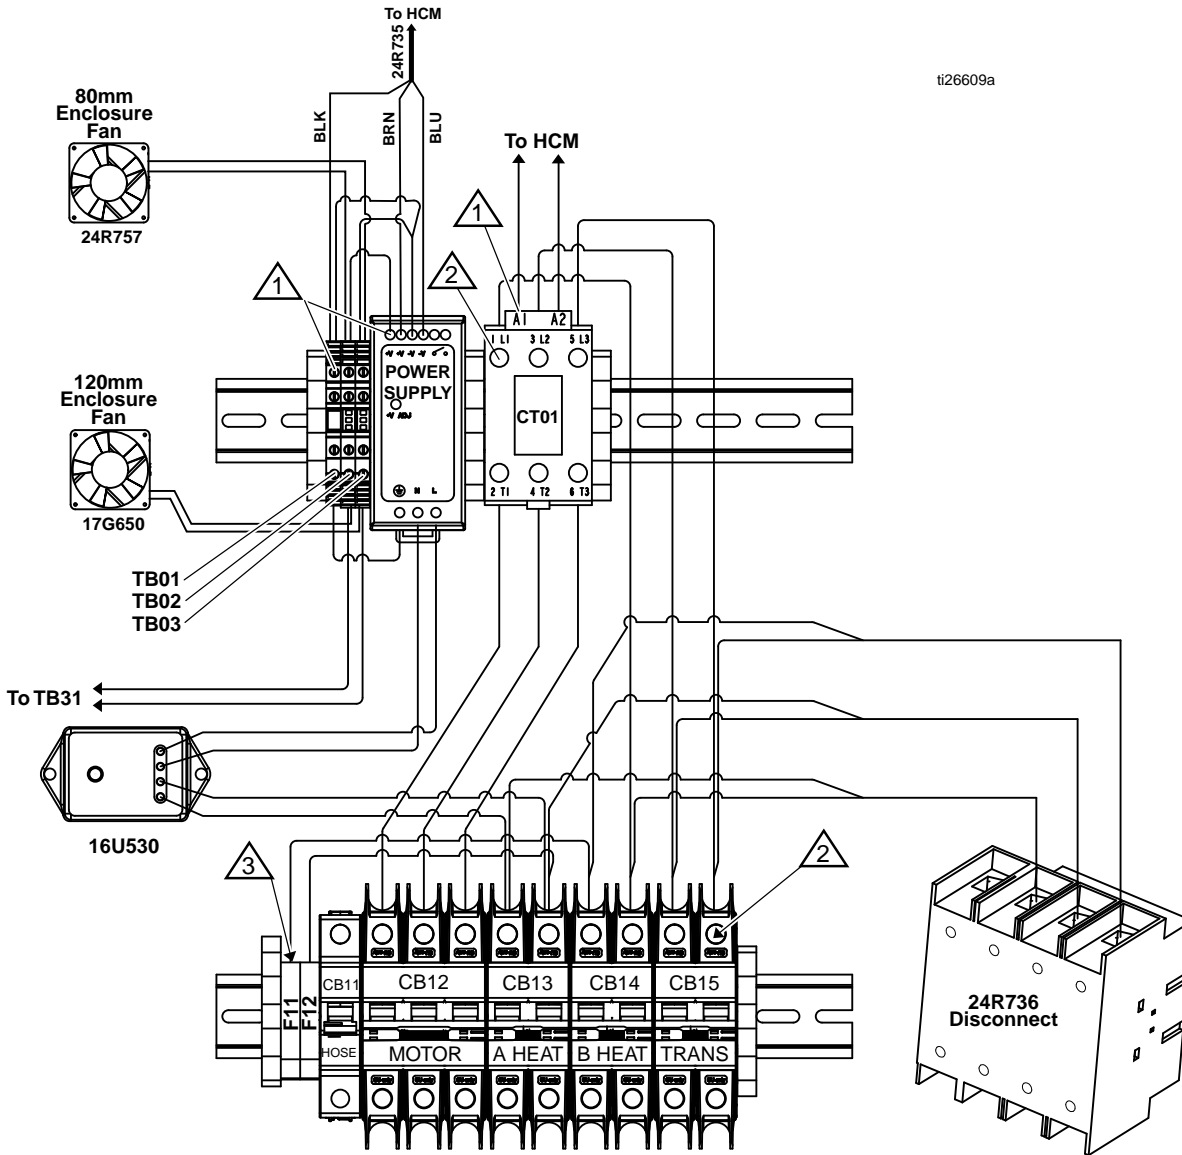 To HCM
24R735
ti26609a
80mm
Enclosure
Fan
BLK
BRN
BLU
To HCM
24R757
1
1
2
A1 A2
1 L1 3 L2 5 L3
+V +V -V -V
POWER
SUPPLY
+V ADJ
CT01
120mm
Enclosure
Fan
N L
2 T1 4 T2 6 T3
17G650
TB01
TB02
TB03
To TB31
16U530
3
2
F11
F12
CB11 CB12 CB13 CB14 CB15
HOSE MOTOR A HEAT B HEAT TRANS
24R736
Disconnect